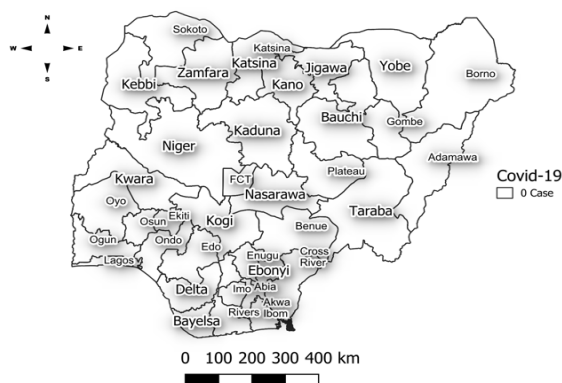 N
W
E
S
Sokoto
Katsina
Zamfara
Katsina
Jigawa
Yobe
Borno
Kebbi
Kano
Bauchi
Gombe
Kaduna
Niger
Adamawa
Plateau
Kwara
FCT
Nasarawa
Covid-19
0 Case
Oyo
Taraba
Osun
Ekiti
Kogi
Benue
Ogun
Ondo
Edo
Cross
River
Lagos
Enugu
Ebonyi
Delta
Imo
Abia
Akwa
Ibom
Bayelsa
Rivers
0 100 200 300 400 km